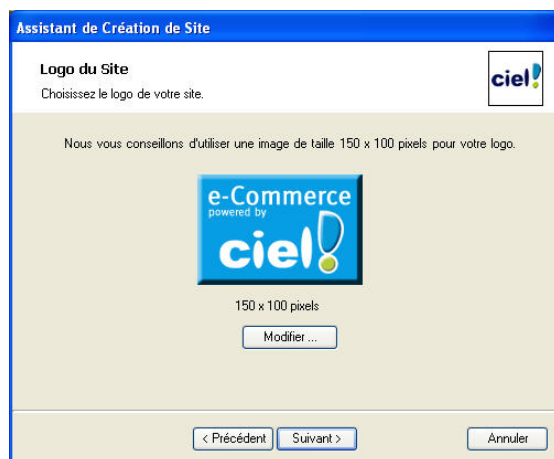 Assistant de Création de Site
Logo du Site
Choisissez le logo de votre site.
ciel!
Nous vous conseillons d'utiliser une image de taille 150 x 100 pixels pour votre logo.
e-Commerce
powered by
ciel!
150 x 100 pixels
Modifier ...
< Précédent
Suivant >
Annuler